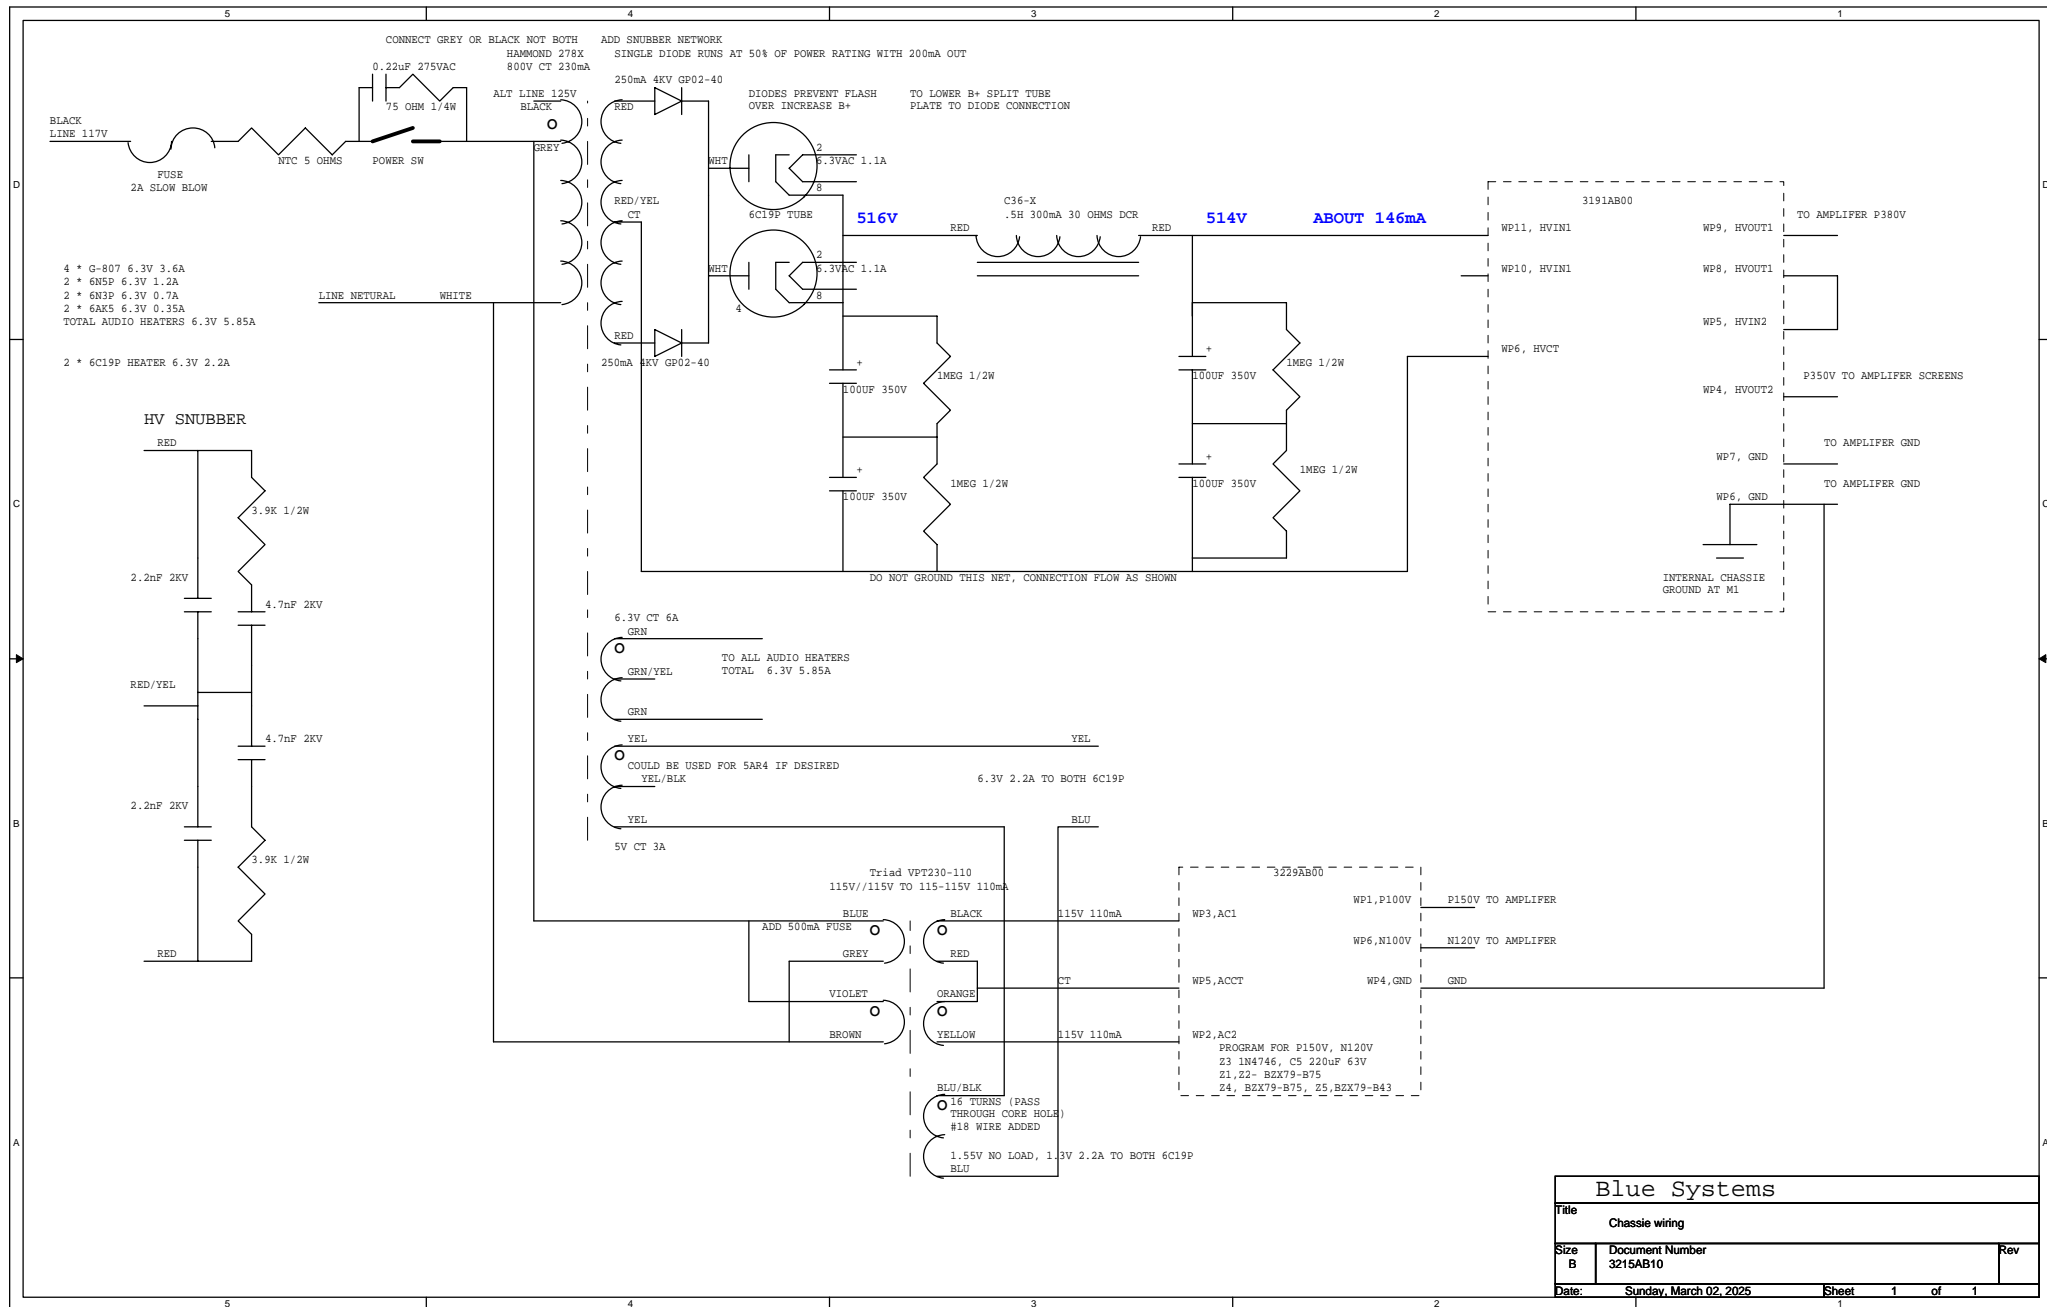 5 4 3 2 1
CONNECT GREY OR BLACK NOT BOTH
ADD SNUBBER NETWORK
HAMMOND 278X
800V CT 230mA
SINGLE DIODE RUNS AT 50% OF POWER RATING WITH 200mA OUT
0.22uF 275VAC
75 OHM 1/4W
ALT LINE 125V
BLACK
GREY
250mA 4KV GP02-40
RED
DIODES PREVENT FLASH
OVER INCREASE B+
TO LOWER B+ SPLIT TUBE
PLATE TO DIODE CONNECTION
BLACK
LINE 117V
FUSE
2A SLOW BLOW
NTC 5 OHMS
POWER SW
D
D
WHT
2
6.3VAC 1.1A
8
6C19P TUBE
RED/YEL
CT
516V
RED
C36-X
.5H 300mA 30 OHMS DCR
RED
514V
ABOUT 146mA
3191AB00
WP11, HVIN1
WP10, HVIN1
WP6, HVCT
WP9, HVOUT1
WP8, HVOUT1
WP5, HVIN2
WP4, HVOUT2
WP7, GND
WP6, GND
TO AMPLIFER P380V
P350V TO AMPLIFER SCREENS
TO AMPLIFER GND
TO AMPLIFER GND
INTERNAL CHASSIE
GROUND AT M1
WHT
2
6.3VAC 1.1A
8
4
RED
250mA 4KV GP02-40
4 * G-807 6.3V 3.6A
2 * 6N5P 6.3V 1.2A
2 * 6N3P 6.3V 0.7A
2 * 6AK5 6.3V 0.35A
TOTAL AUDIO HEATERS 6.3V 5.85A
2 * 6C19P HEATER 6.3V 2.2A
LINE NETURAL WHITE
+
100UF 350V
1MEG 1/2W
+
100UF 350V
1MEG 1/2W
+
100UF 350V
1MEG 1/2W
+
100UF 350V
1MEG 1/2W
DO NOT GROUND THIS NET, CONNECTION FLOW AS SHOWN
HV SNUBBER
RED
3.9K 1/2W
C
C
2.2nF 2KV
4.7nF 2KV
RED/YEL
4.7nF 2KV
2.2nF 2KV
3.9K 1/2W
RED
B
B
6.3V CT 6A
GRN
GRN/YEL
GRN
TO ALL AUDIO HEATERS
TOTAL 6.3V 5.85A
YEL
YEL
COULD BE USED FOR 5AR4 IF DESIRED
YEL/BLK
6.3V 2.2A TO BOTH 6C19P
YEL
BLU
5V CT 3A
Triad VPT230-110
115V//115V TO 115-115V 110mA
BLUE
ADD 500mA FUSE
GREY
VIOLET
BROWN
BLACK
RED
ORANGE
YELLOW
115V 110mA
CT
115V 110mA
3229AB00
WP3,AC1
WP5,ACCT
WP2,AC2
WP1,P100V
WP6,N100V
WP4,GND
P150V TO AMPLIFER
N120V TO AMPLIFER
GND
PROGRAM FOR P150V, N120V
Z3 1N4746, C5 220uF 63V
Z1,Z2- BZX79-B75
Z4, BZX79-B75, Z5,BZX79-B43
BLU/BLK
16 TURNS (PASS
THROUGH CORE HOLE)
#18 WIRE ADDED
1.55V NO LOAD, 1.3V 2.2A TO BOTH 6C19P
BLU
A
A
Blue Systems
Title
Chassie wiring
Size Document Number Rev
B 3215AB10
Date: Sunday, March 02, 2025 Sheet 1 of 1
5 4 3 2 1